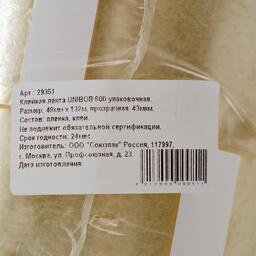 Арт.: 29351
Клейкая лента UNIBOB 600 упаковочная.
Размер: 48мм х 132м, прозрачная, 43мкм.
Состав: пленка, клей.
Не подлежит обязательной сертификации.
Срок годности: 24мес.
Изготовитель: ООО "Союзпак" Россия, 117997,
г. Москва, ул. Профсоюзная, д. 23.
Дата изготовления: